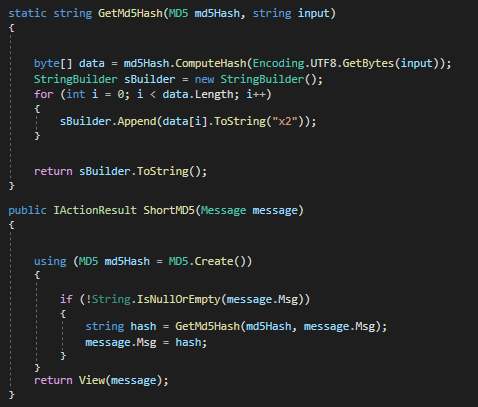 static string GetMd5Hash(MD5 md5Hash, string input)
{
byte[] data = md5Hash.ComputeHash(Encoding.UTF8.GetBytes(input));
StringBuilder sBuilder = new StringBuilder();
for (int i = 0; i < data.Length; i++)
{
sBuilder.Append(data[i].ToString("x2"));
}
return sBuilder.ToString();
}
public IActionResult ShortMD5(Message message)
{
using (MD5 md5Hash = MD5.Create())
{
if (!String.IsNullOrEmpty(message.Msg))
{
string hash = GetMd5Hash(md5Hash, message.Msg);
message.Msg = hash;
}
}
return View(message);
}